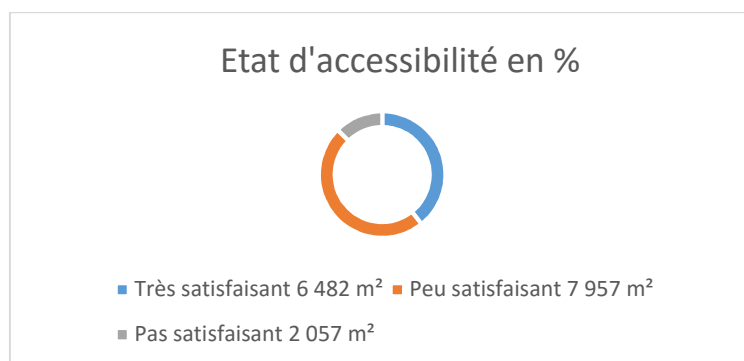 Etat d'accessibilité en %
Très satisfaisant 6 482 m² Peu satisfaisant 7 957 m²
Pas satisfaisant 2 057 m²